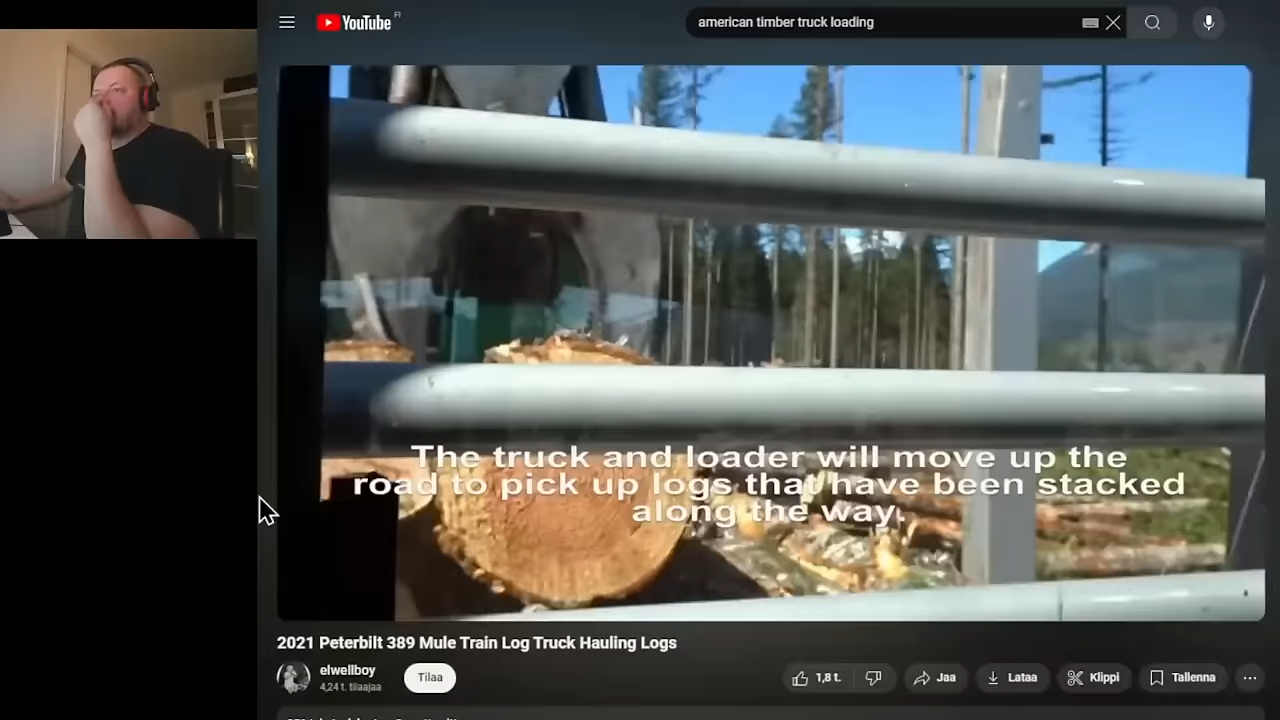 YouTube FI
american timber truck loading
The truck and loader will move up the
road to pick up logs that have been stacked
along the way.
2021 Peterbilt 389 Mule Train Log Truck Hauling Logs
elwellboy
4,24 t. tilaajaa
Tilaa
1,8 t.
Jaa
Lataa
Klippi
Tallenna